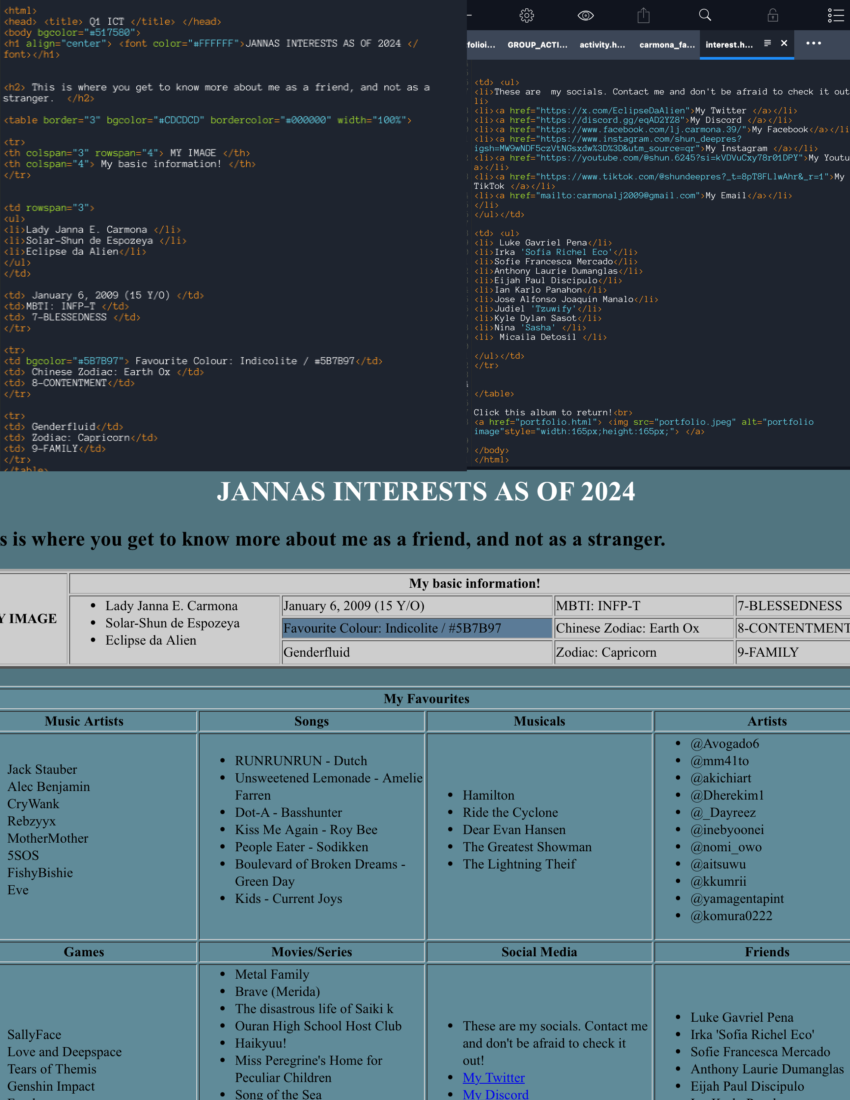 <html>
<head> <title> Q1 ICT </title> </head>
<body bgcolor="#517580">
<h1 align="center"> <font color="#FFFFFF">JANNAS INTERESTS AS OF 2024 </
font></h1>
<h2> This is where you get to know more about me as a friend, and not as a
stranger.  </h2>
<table border="3" bgcolor="#CDCDCD" bordercolor="#000000" width="100%">
<tr>
<th colspan="3" rowspan="4"> MY IMAGE </th>
<th colspan="4"> My basic information! </th>
</tr>
<td rowspan="3">
<ul>
<li>Lady Janna E. Carmona </li>
<li>Solar-Shun de Espozeya </li>
<li>Eclipse da Alien</li>
</ul>
</td>
<td> January 6, 2009 (15 Y/O) </td>
<td>MBTI: INFP-T </td>
<td> 7-BLESSEDNESS </td>
</tr>
<tr>
<td bgcolor="#5B7B97"> Favourite Colour: Indicolite / #5B7B97</td>
<td> Chinese Zodiac: Earth Ox </td>
<td> 8-CONTENTMENT</td>
</tr>
<tr>
<td> Genderfluid</td>
<td> Zodiac: Capricorn</td>
<td> 9-FAMILY</td>
</tr>
</table>
folioi... GROUP_ACTI... activity.h... carmona_fa... interest.h...
<td> <ul>
<li>These are  my socials. Contact me and don't be afraid to check it out
li>
<li><a href="https://x.com/EclipseDaAlien">My Twitter </a></li>
<li><a href="https://discord.gg/eqAD2YZ8">My Discord </a></li>
<li><a href="https://www.facebook.com/lj.carmona.39/">My Facebook</a></li
<li><a href="https://www.instagram.com/shun_deepres?
igsh=MW9wNDF5czVtNGsxdw%3D%3D&utm_source=qr">My Instagram </a></li>
<li><a href="https://youtube.com/@shun.6245?si=kVDVuCxy78r01DPY">My Youtu
a></li>
<li><a href="https://www.tiktok.com/@shundeepres?_t=8pT8FLlwAhr&_r=1">My
TikTok </a></li>
<li><a href="mailto:carmonalj2009@gmail.com">My Email</a></li>
</li>
</ul></td>
<td> <ul>
<li> Luke Gavriel Pena</li>
<li>Irka 'Sofia Richel Eco'</li>
<li>Sofie Francesca Mercado</li>
<li>Anthony Laurie Dumanglas</li>
<li>Eijah Paul Discipulo</li>
<li>Ian Karlo Panahon</li>
<li>Jose Alfonso Joaquin Manalo</li>
<li>Judiel 'Tzuwify'</li>
<li>Kyle Dylan Sasot</li>
<li>Nina 'Sasha' </li>
<li> Micaila Detosil </li>
</ul></td>
</tr>
</table>
Click this album to return!<br>
<a href="portfolio.html"> <img src="portfolio.jpeg" alt="portfolio
image"style="width:165px;height:165px;"> </a>
</body>
</html>
JANNAS INTERESTS AS OF 2024
s is where you get to know more about me as a friend, and not as a stranger.
Y IMAGE
My basic information!
Lady Janna E. Carmona
Solar-Shun de Espozeya
Eclipse da Alien
January 6, 2009 (15 Y/O)
MBTI: INFP-T
7-BLESSEDNESS
Favourite Colour: Indicolite / #5B7B97
Chinese Zodiac: Earth Ox
8-CONTENTMENT
Genderfluid
Zodiac: Capricorn
9-FAMILY
My Favourites
Music Artists
Songs
Musicals
Artists
Jack Stauber
Alec Benjamin
CryWank
Rebzyyx
MotherMother
5SOS
FishyBishie
Eve
RUNRUNRUN - Dutch
Unsweetened Lemonade - Amelie
Farren
Dot-A - Basshunter
Kiss Me Again - Roy Bee
People Eater - Sodikken
Boulevard of Broken Dreams -
Green Day
Kids - Current Joys
Hamilton
Ride the Cyclone
Dear Evan Hansen
The Greatest Showman
The Lightning Theif
@Avogado6
@mm41to
@akichiart
@Dherekim1
@_Dayreez
@inebyoonei
@nomi_owo
@aitsuwu
@kkumrii
@yamagentapint
@komura0222
Games
Movies/Series
Social Media
Friends
SallyFace
Love and Deepspace
Tears of Themis
Genshin Impact
Metal Family
Brave (Merida)
The disastrous life of Saiki k
Ouran High School Host Club
Haikyuu!
Miss Peregrine's Home for
Peculiar Children
Song of the Sea
These are my socials. Contact me
and don't be afraid to check it
out!
My Twitter
My Discord
Luke Gavriel Pena
Irka 'Sofia Richel Eco'
Sofie Francesca Mercado
Anthony Laurie Dumanglas
Eijah Paul Discipulo